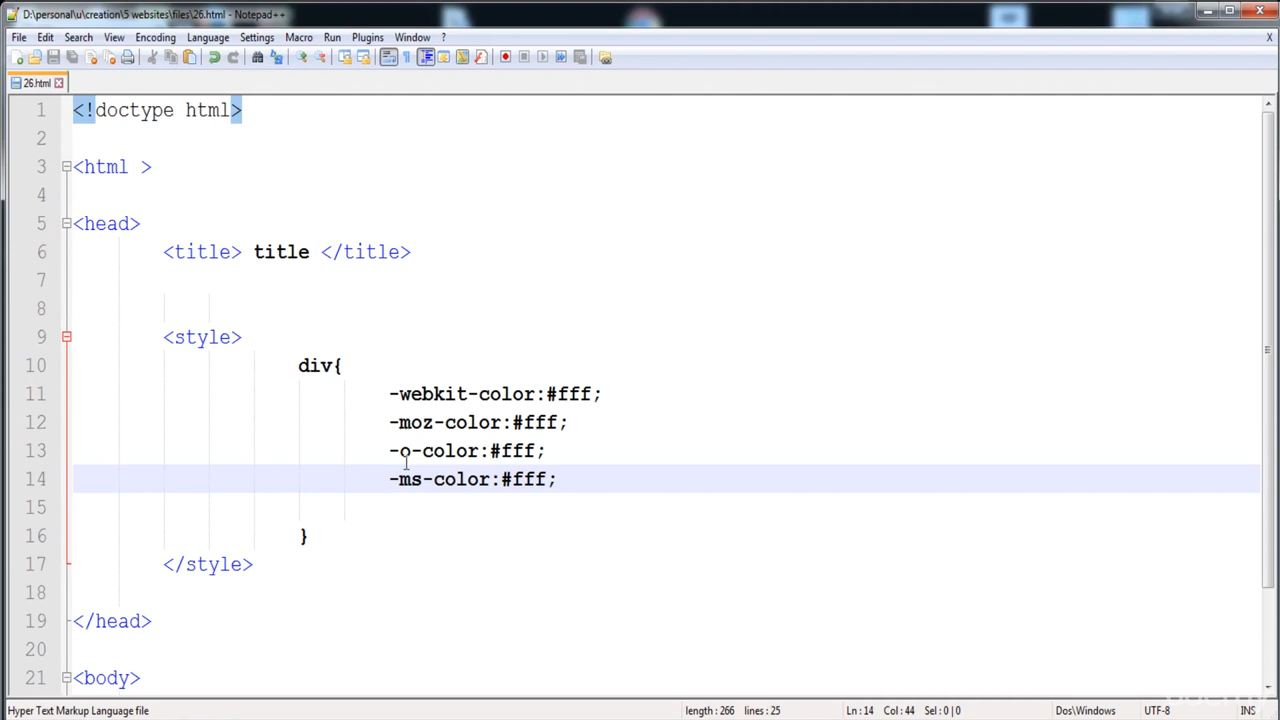 D:\personal\u\creation\5 websites\files\26.html - Notepad++
File Edit Search View Encoding Language Settings Macro Run Plugins Window ? X
26.html
1 <!doctype html>
2
3 <html >
4
5 <head>
6 <title> title </title>
7
8
9 <style>
10 div{
11 -webkit-color:#fff;
12 -moz-color:#fff;
13 -o-color:#fff;
14 -ms-color:#fff;
15
16 }
17 </style>
18
19 </head>
20
21 <body>
Hyper Text Markup Language file length : 266 lines : 25 Ln : 14 Col : 44 Sel : 0 | 0 Dos\Windows UTF-8 INS